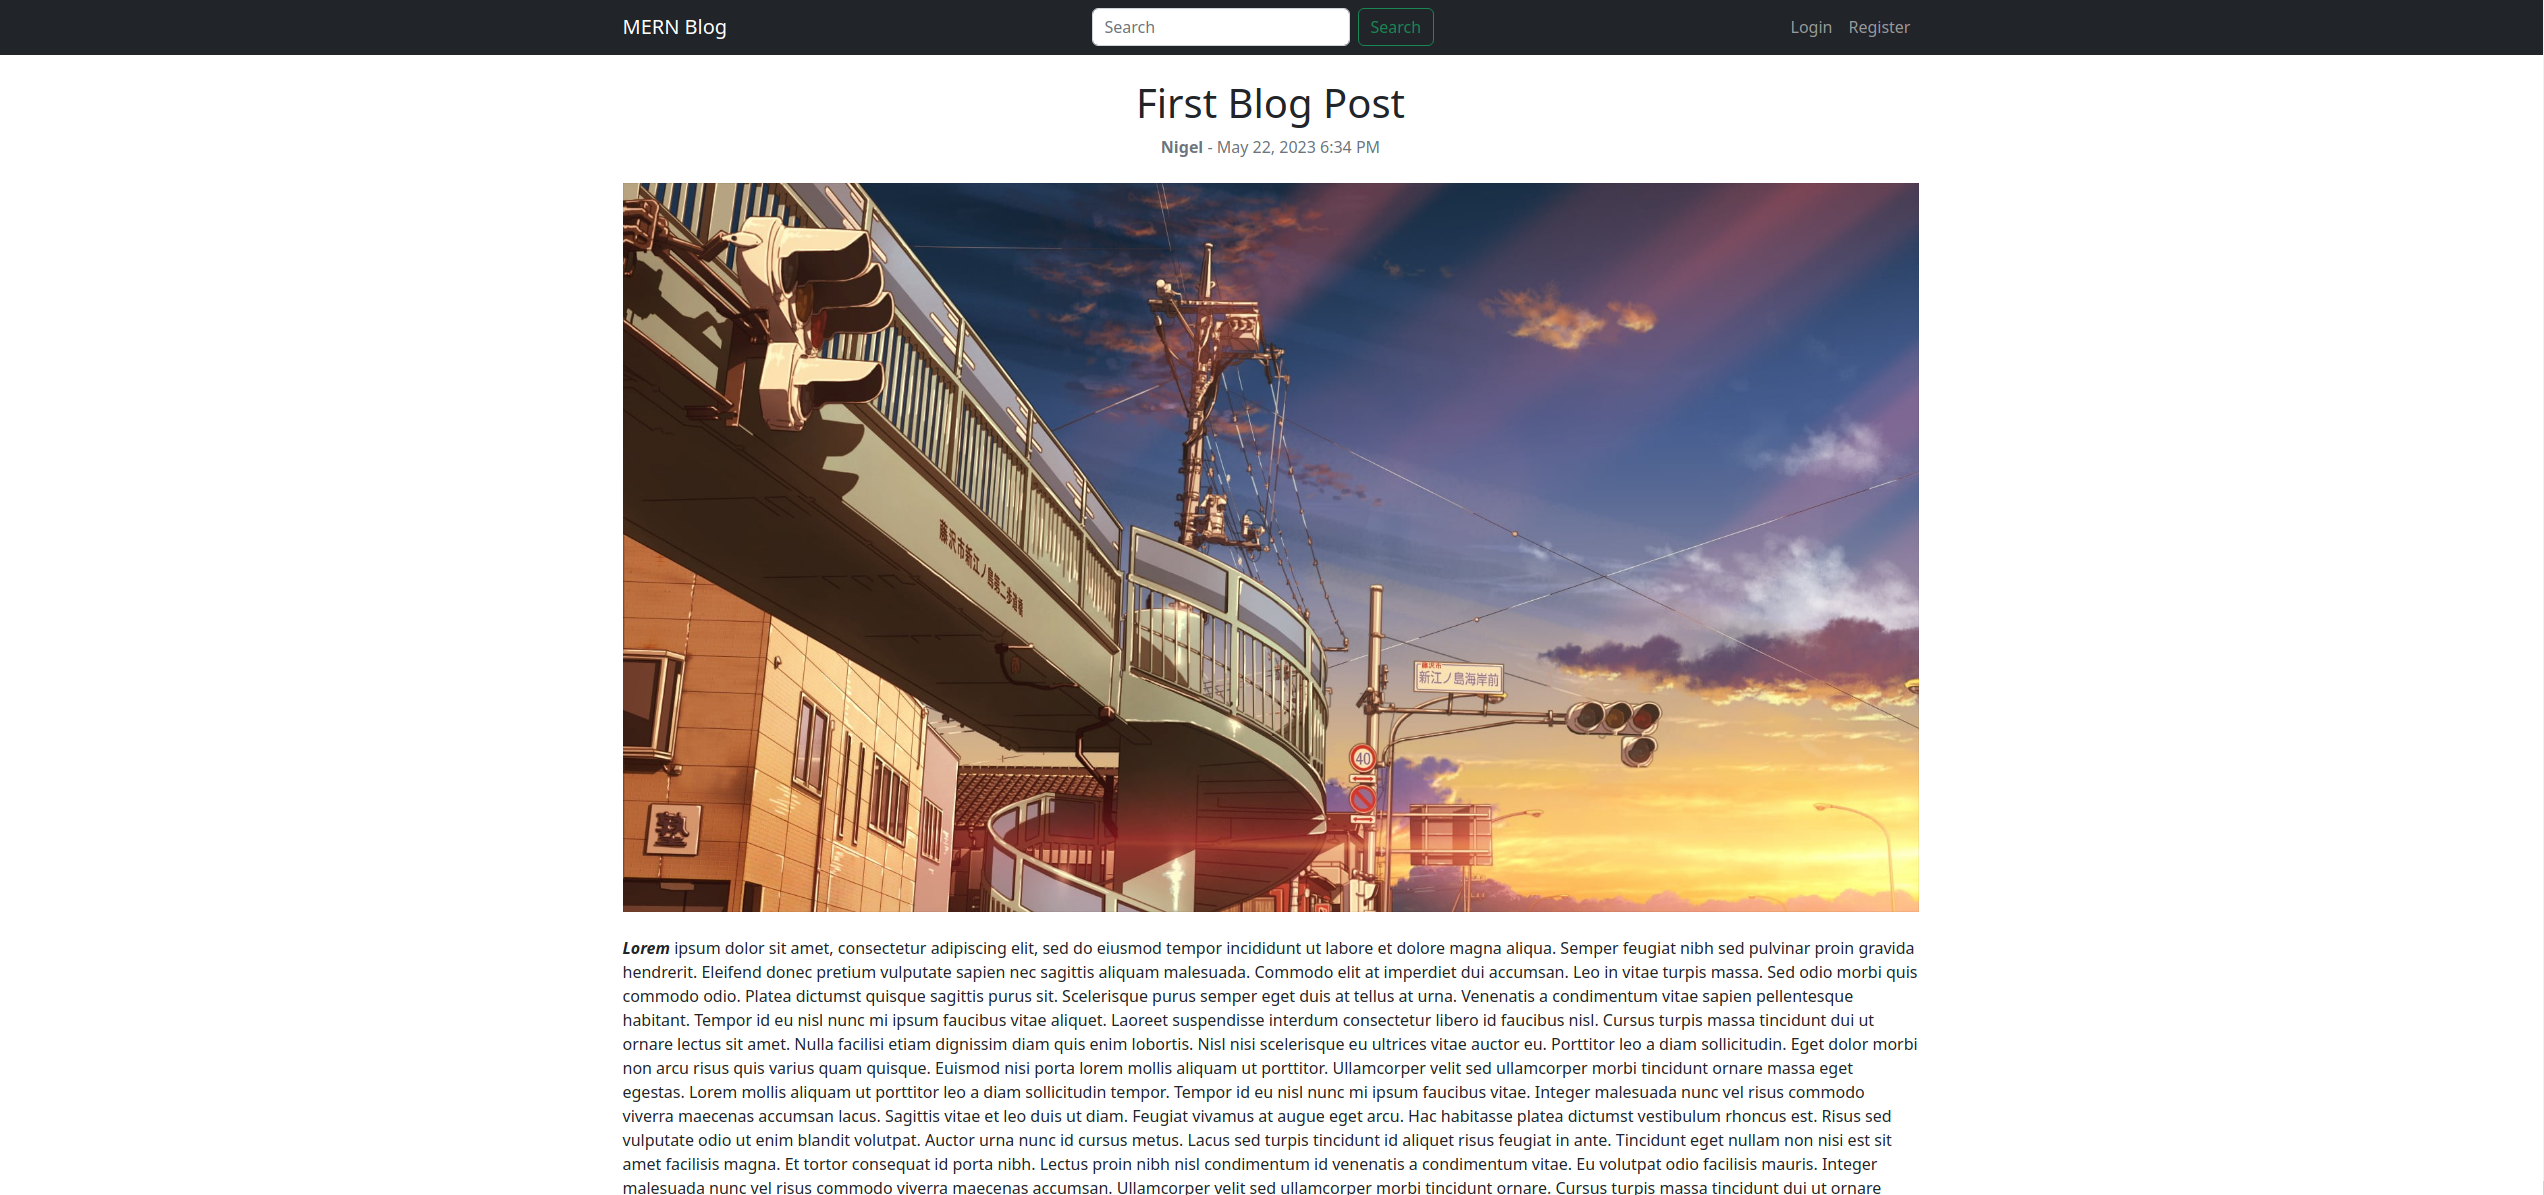 MERN Blog
Search
Search
Login
Register
First Blog Post
Nigel - May 22, 2023 6:34 PM
藤沢市新江ノ島第二歩道橋
藤沢市
新江ノ島海岸前
40
塾
Lorem ipsum dolor sit amet, consectetur adipiscing elit, sed do eiusmod tempor incididunt ut labore et dolore magna aliqua. Semper feugiat nibh sed pulvinar proin gravida
hendrerit. Eleifend donec pretium vulputate sapien nec sagittis aliquam malesuada. Commodo elit at imperdiet dui accumsan. Leo in vitae turpis massa. Sed odio morbi quis
commodo odio. Platea dictumst quisque sagittis purus sit. Scelerisque purus semper eget duis at tellus at urna. Venenatis a condimentum vitae sapien pellentesque
habitant. Tempor id eu nisl nunc mi ipsum faucibus vitae aliquet. Laoreet suspendisse interdum consectetur libero id faucibus nisl. Cursus turpis massa tincidunt dui ut
ornare lectus sit amet. Nulla facilisi etiam dignissim diam quis enim lobortis. Nisl nisi scelerisque eu ultrices vitae auctor eu. Porttitor leo a diam sollicitudin. Eget dolor morbi
non arcu risus quis varius quam quisque. Euismod nisi porta lorem mollis aliquam ut porttitor. Ullamcorper velit sed ullamcorper morbi tincidunt ornare massa eget
egestas. Lorem mollis aliquam ut porttitor leo a diam sollicitudin tempor. Tempor id eu nisl nunc mi ipsum faucibus vitae. Integer malesuada nunc vel risus commodo
viverra maecenas accumsan lacus. Sagittis vitae et leo duis ut diam. Feugiat vivamus at augue eget arcu. Hac habitasse platea dictumst vestibulum rhoncus est. Risus sed
vulputate odio ut enim blandit volutpat. Auctor urna nunc id cursus metus. Lacus sed turpis tincidunt id aliquet risus feugiat in ante. Tincidunt eget nullam non nisi est sit
amet facilisis magna. Et tortor consequat id porta nibh. Lectus proin nibh nisl condimentum id venenatis a condimentum vitae. Eu volutpat odio facilisis mauris. Integer
malesuada nunc vel risus commodo viverra maecenas accumsan. Ullamcorper velit sed ullamcorper morbi tincidunt ornare. Cursus turpis massa tincidunt dui ut ornare